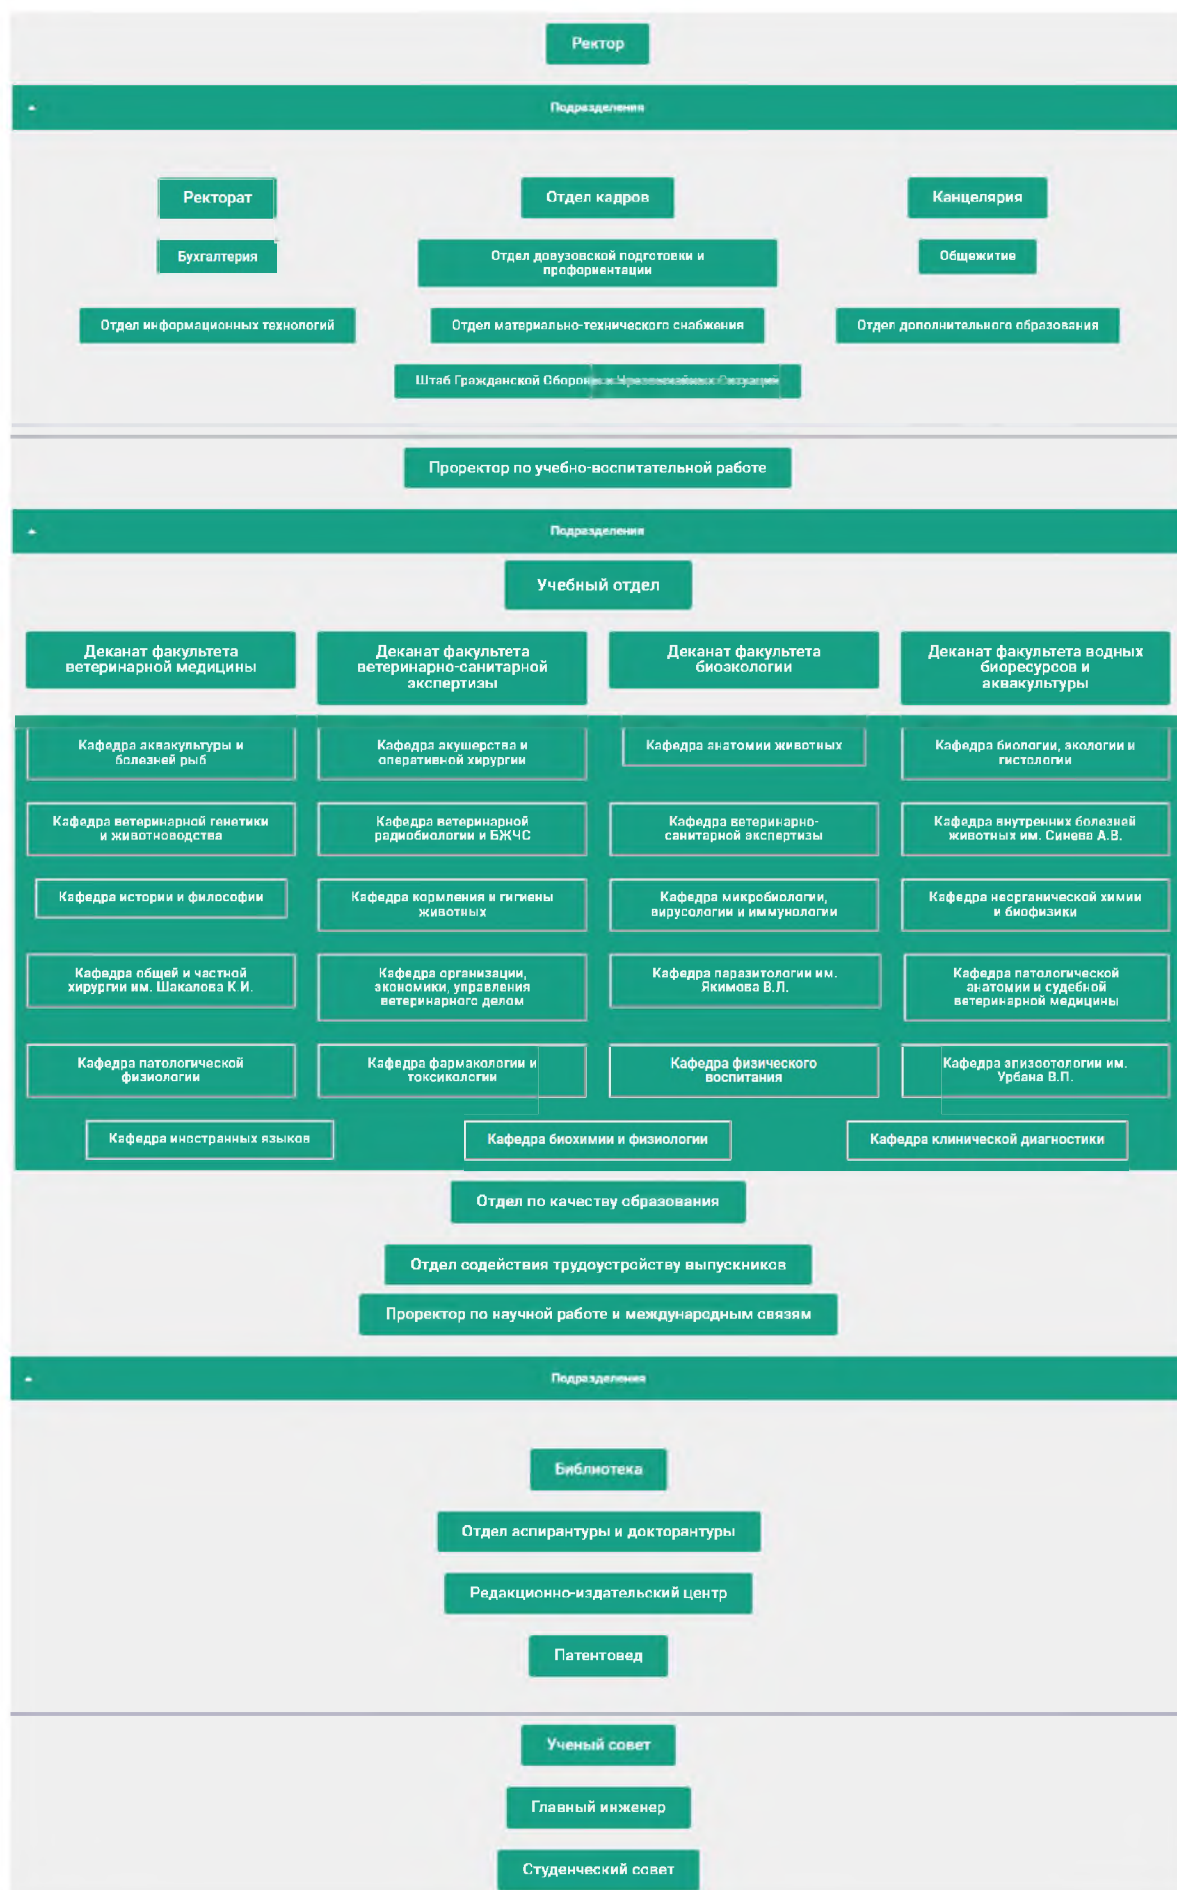 Ректор
Подразделения
Ректорат
Отдел кадров
Канцелярия
Бухгалтерия
Отдел довузовской подготовки и
профориентации
Общежитие
Отдел информационных технологий
Отдел материально-технического снабжения
Отдел дополнительного образования
Штаб Гражданской Обороны и Чрезвычайных Ситуаций
Проректор по учебно-воспитательной работе
Подразделения
Учебный отдел
Деканат факультета
ветеринарной медицины
Деканат факультета
ветеринарно-санитарной
экспертизы
Деканат факультета
биоэкологии
Деканат факультета водных
биоресурсов и
аквакультуры
Кафедра аквакультуры и
болезней рыб
Кафедра акушерства и
оперативной хирургии
Кафедра анатомии животных
Кафедра биологии, экологии и
гистологии
Кафедра ветеринарной генетики
и животноводства
Кафедра ветеринарной
радиобиологии и БЖЧС
Кафедра ветеринарно-
санитарной экспертизы
Кафедра внутренних болезней
животных им. Синева А.В.
Кафедра истории и философии
Кафедра кормления и гигиены
животных
Кафедра микробиологии,
вирусологии и иммунологии
Кафедра неорганической химии
и биофизики
Кафедра общей и частной
хирургии им. Шакалова К.И.
Кафедра организации,
экономики, управления
ветеринарного делом
Кафедра паразитологии им.
Якимова В.Л.
Кафедра патологической
анатомии и судебной
ветеринарной медицины
Кафедра патологической
физиологии
Кафедра фармакологии и
токсикологии
Кафедра физического
воспитания
Кафедра эпизоотологии им.
Урбана В.П.
Кафедра иностранных языков
Кафедра биохимии и физиологии
Кафедра клинической диагностики
Отдел по качеству образования
Отдел содействия трудоустройству выпускников
Проректор по научной работе и международным связям
Подразделения
Библиотека
Отдел аспирантуры и докторантуры
Редакционно-издательский центр
Патентовед
Ученый совет
Главный инженер
Студенческий совет